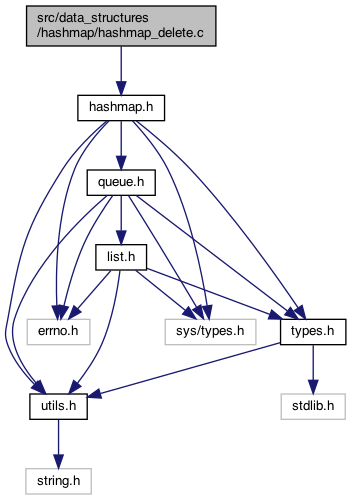 src/data_structures
/hashmap/hashmap_delete.c
hashmap.h
queue.h
list.h
errno.h
sys/types.h
types.h
utils.h
stdlib.h
string.h